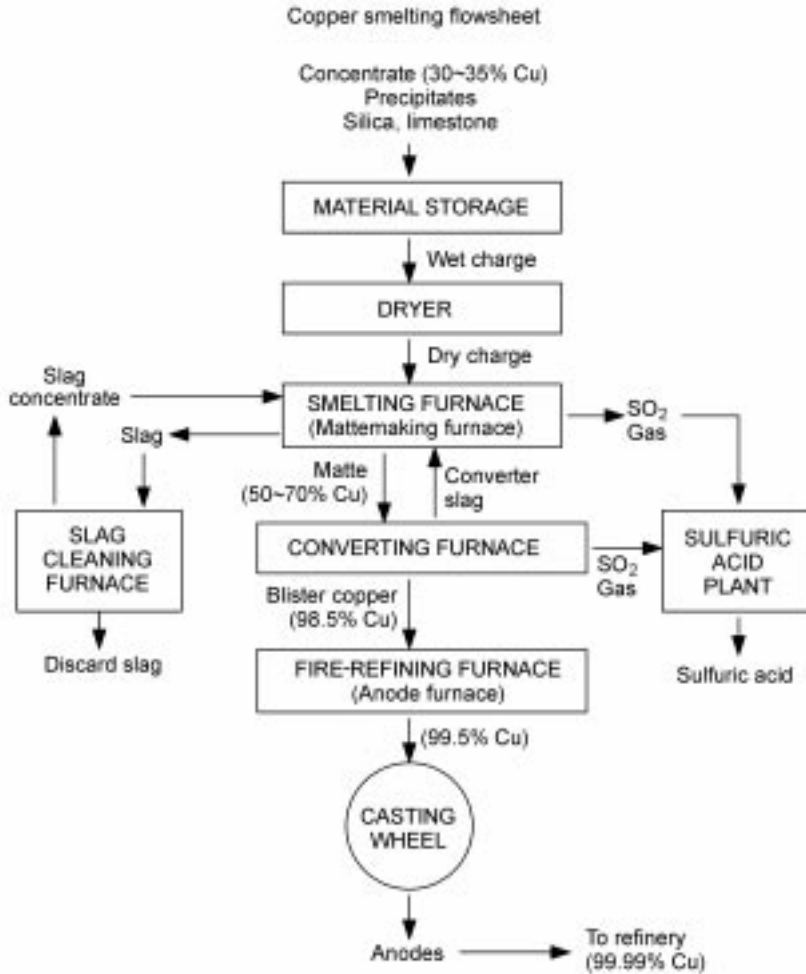 Copper smelting flowsheet
Concentrate (30~35% Cu)
Precipitates
Silica, limestone
MATERIAL STORAGE
Wet charge
DRYER
Dry charge
Slag
concentrate
SMELTING FURNACE
(Mattemaking furnace)
SO₂
Gas
Slag
Matte
(50~70% Cu)
Converter
slag
SLAG
CLEANING
FURNACE
CONVERTING FURNACE
SO₂
Gas
SULFURIC
ACID
PLANT
Blister copper
(98.5% Cu)
Discard slag
FIRE-REFINING FURNACE
(Anode furnace)
Sulfuric acid
(99.5% Cu)
CASTING
WHEEL
Anodes
To refinery
(99.99% Cu)